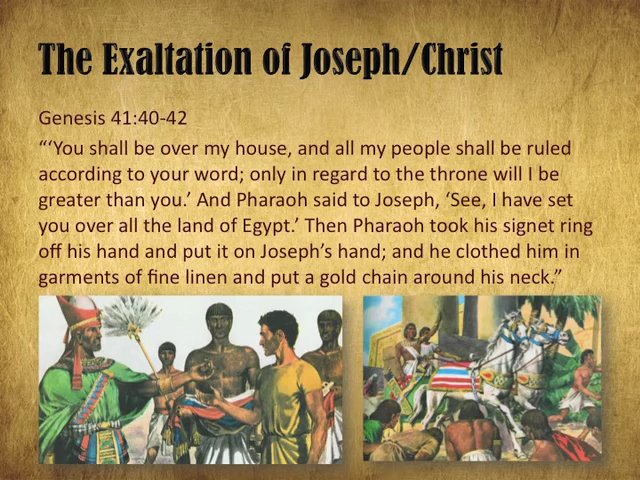 The Exaltation of Joseph/Christ
Genesis 41:40-42
“‘You shall be over my house, and all my people shall be ruled
according to your word; only in regard to the throne will I be
greater than you.’ And Pharaoh said to Joseph, ‘See, I have set
you over all the land of Egypt.’ Then Pharaoh took his signet ring
off his hand and put it on Joseph’s hand; and he clothed him in
garments of fine linen and put a gold chain around his neck.”